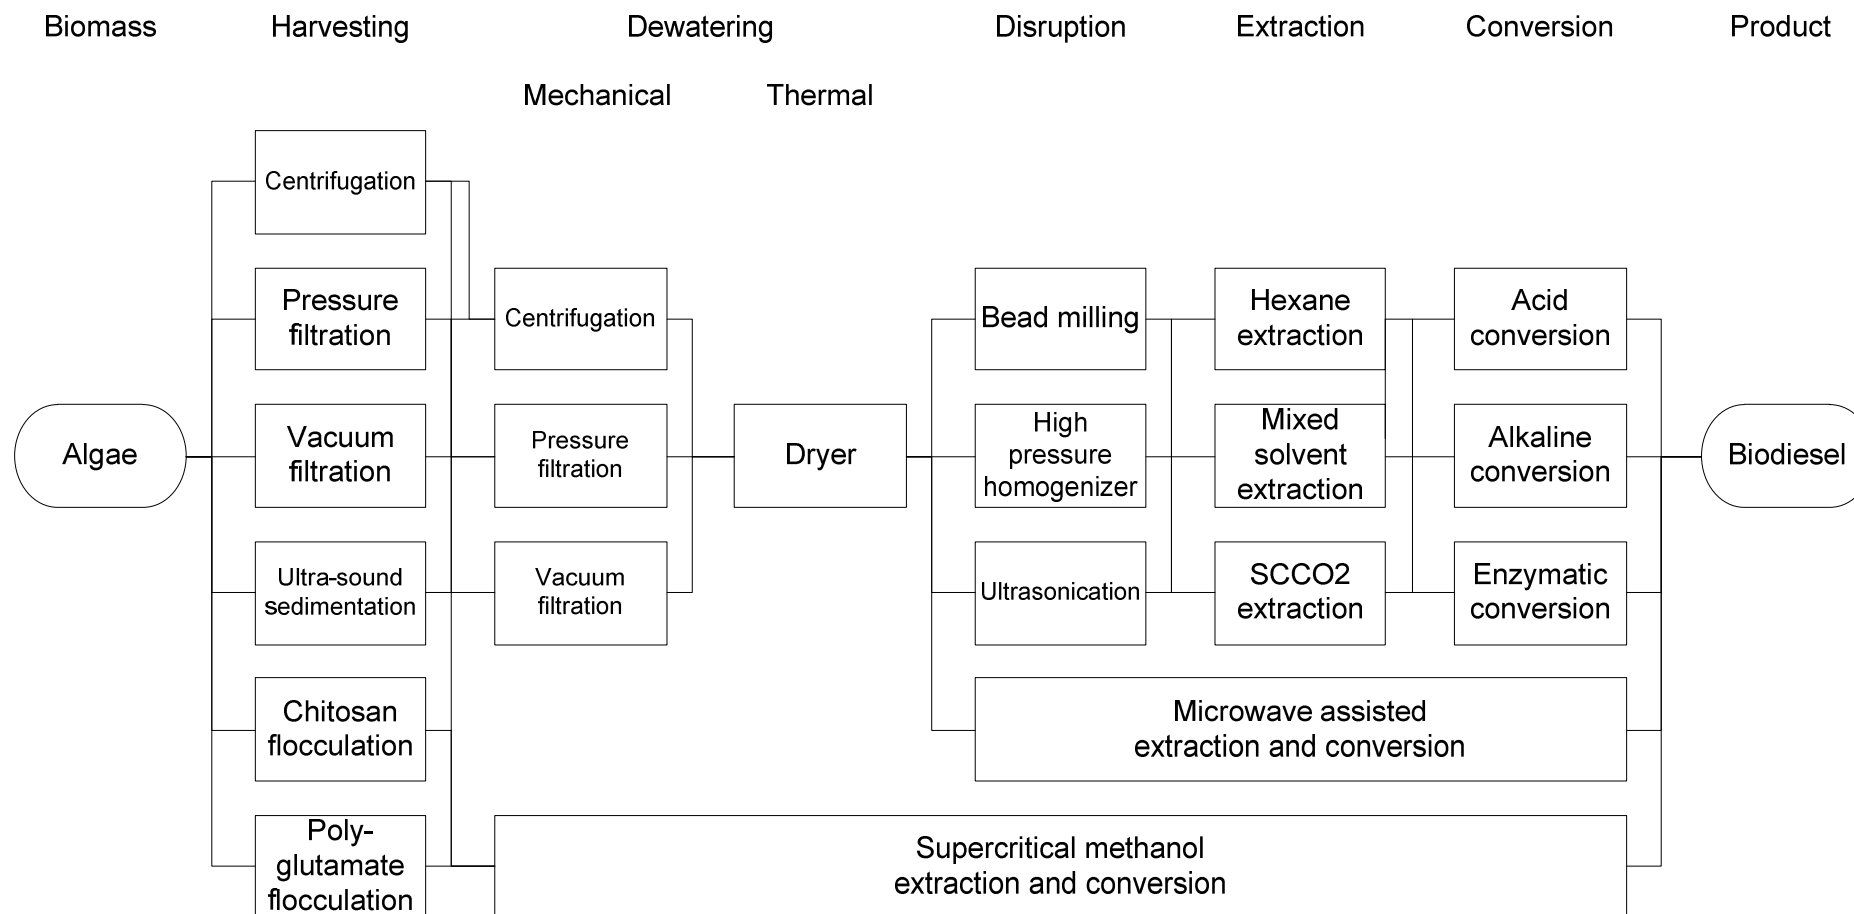 Biomass
Harvesting
Dewatering
Disruption
Extraction
Conversion
Product
Mechanical
Thermal
Centrifugation
Pressure
filtration
Vacuum
filtration
Ultra-sound
sedimentation
Chitosan
flocculation
Poly-
glutamate
flocculation
Algae
Centrifugation
Pressure
filtration
Vacuum
filtration
Dryer
Bead milling
High
pressure
homogenizer
Ultrasonication
Hexane
extraction
Mixed
solvent
extraction
SCCO2
extraction
Acid
conversion
Alkaline
conversion
Enzymatic
conversion
Microwave assisted
extraction and conversion
Supercritical methanol
extraction and conversion
Biodiesel